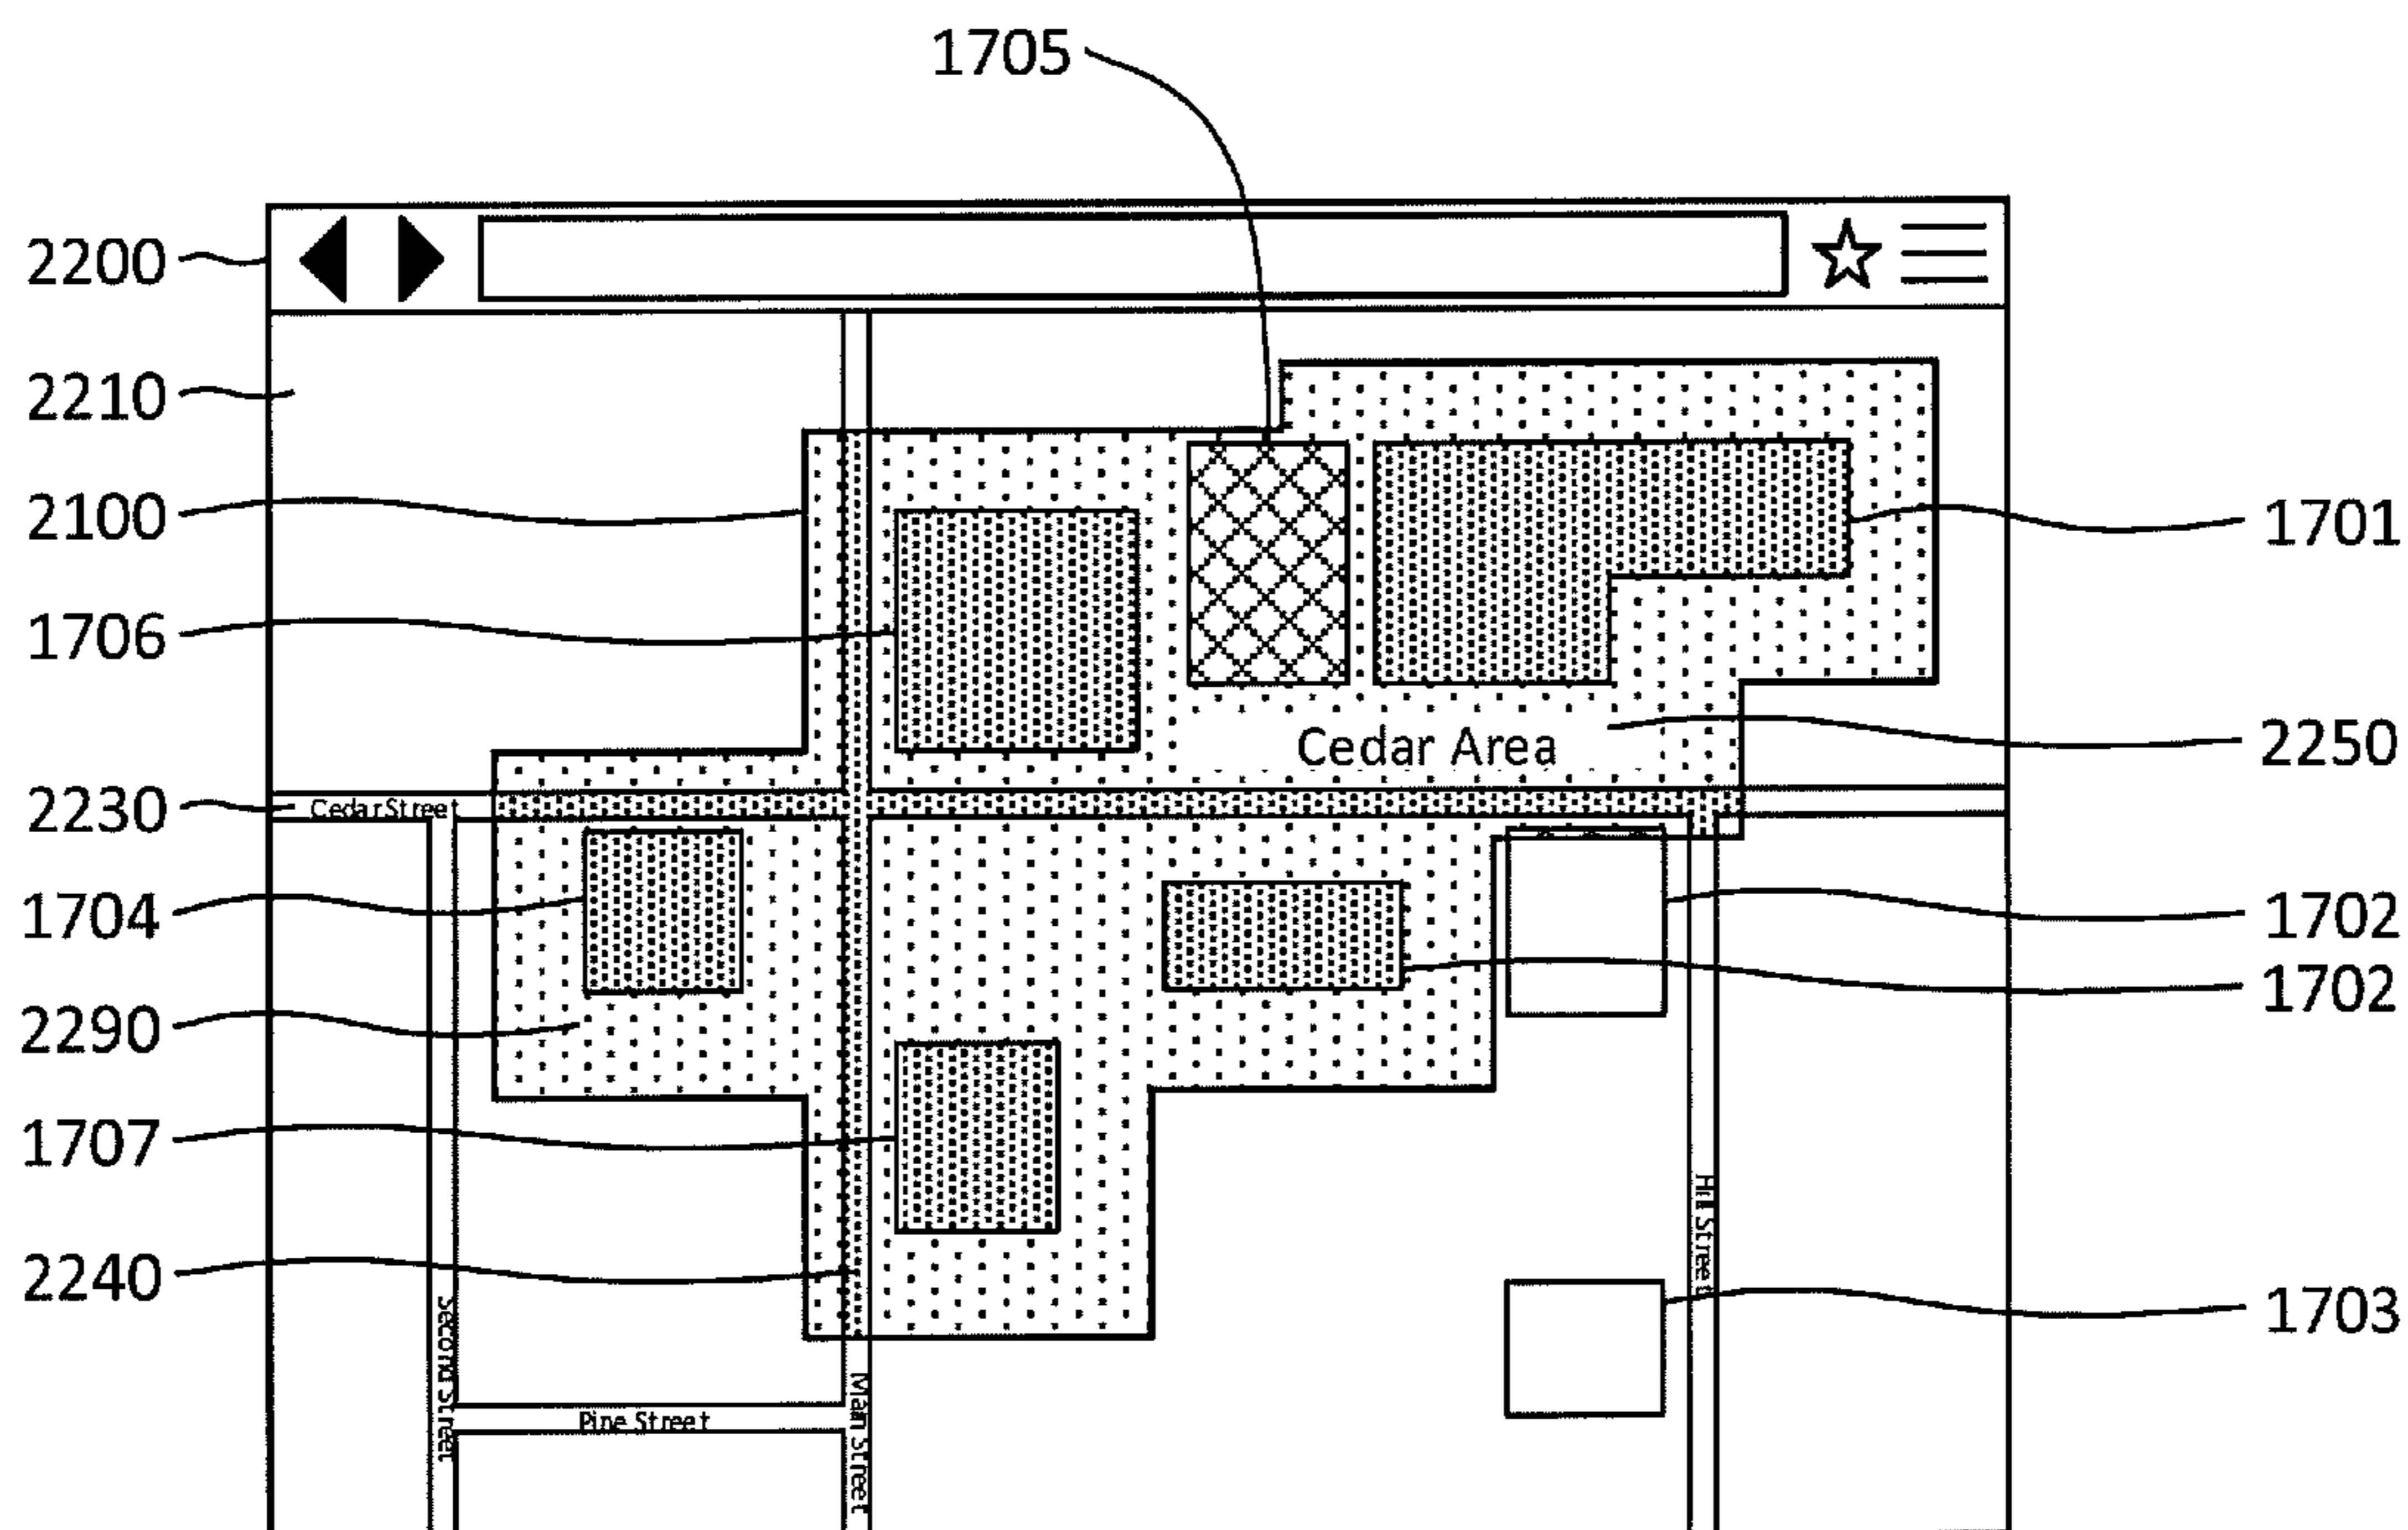 1705
2200
2210
2100
1701
1706
2250
Cedar Area
2230
Cedar Street
1704
1702
1702
2290
1707
Hill Street
2240
1703
Second Street
Main Street
Pine Street